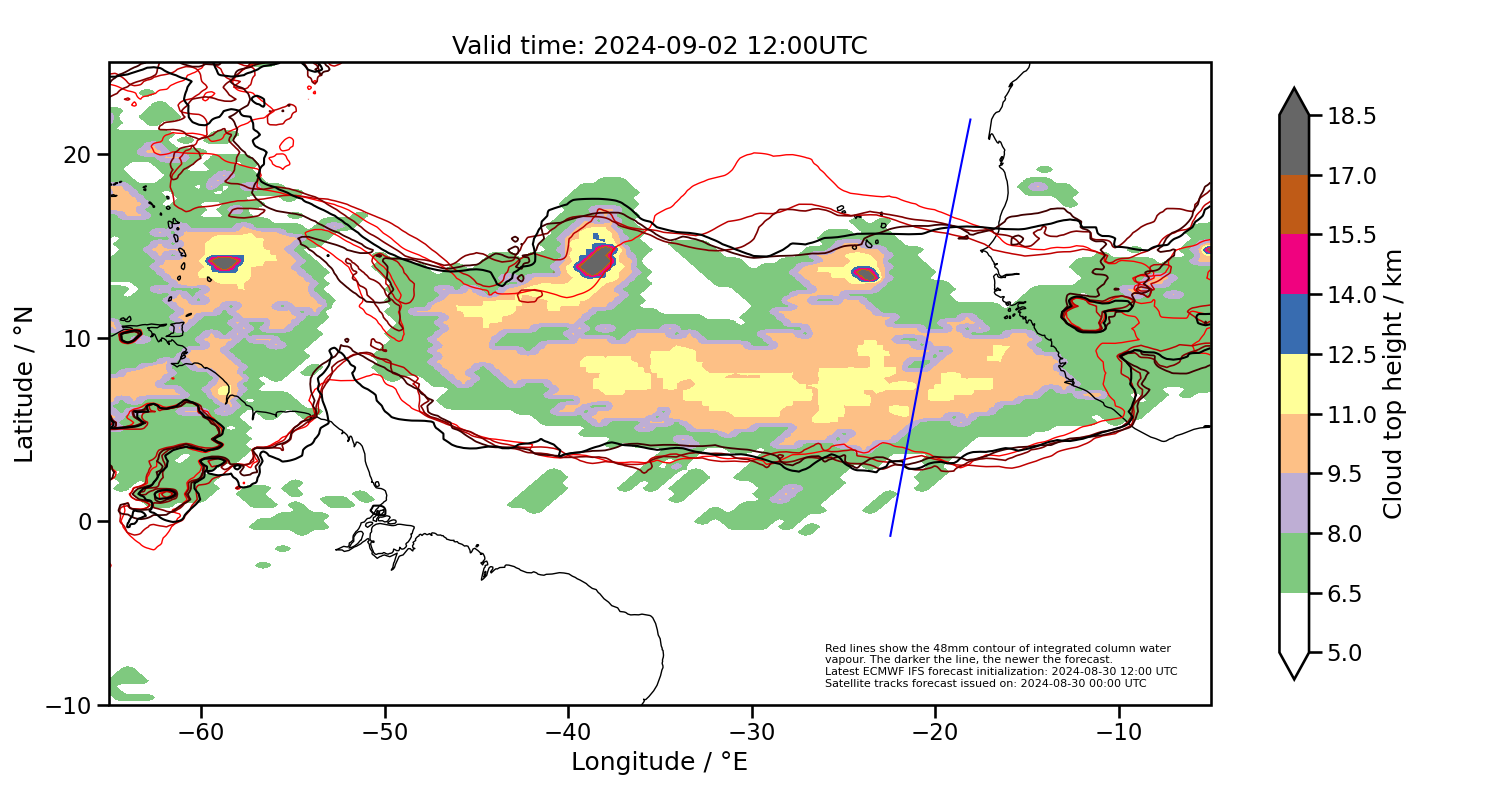 Valid time: 2024-09-02 12:00UTC
Latitude / °N
20
10
0
−10
−60
−50
−40
−30
−20
−10
Longitude / °E
Red lines show the 48mm contour of integrated column water
vapour. The darker the line, the newer the forecast.
Latest ECMWF IFS forecast initialization: 2024-08-30 12:00 UTC
Satellite tracks forecast issued on: 2024-08-30 00:00 UTC
18.5
17.0
15.5
14.0
12.5
11.0
9.5
8.0
6.5
5.0
Cloud top height / km